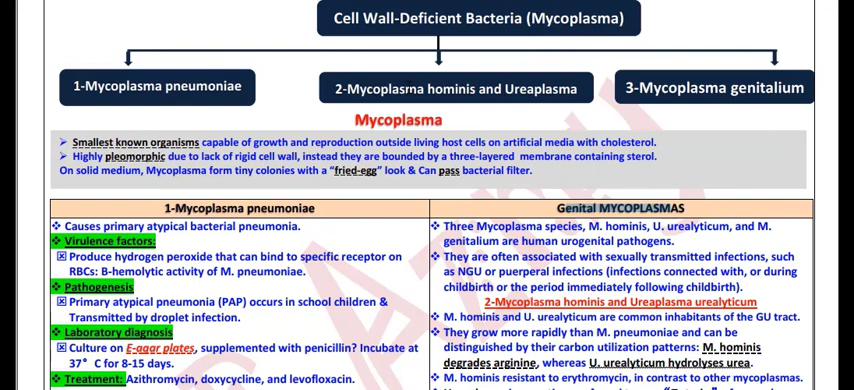 Cell Wall-Deficient Bacteria (Mycoplasma)
1-Mycoplasma pneumoniae
2-Mycoplasma hominis and Ureaplasma
3-Mycoplasma genitalium
Mycoplasma
➢ Smallest known organisms capable of growth and reproduction outside living host cells on artificial media with cholesterol.
➢ Highly pleomorphic due to lack of rigid cell wall, instead they are bounded by a three-layered membrane containing sterol.
On solid medium, Mycoplasma form tiny colonies with a "fried-egg" look & Can pass bacterial filter.
1-Mycoplasma pneumoniae
❖ Causes primary atypical bacterial pneumonia.
❖ Virulence factors:
☒ Produce hydrogen peroxide that can bind to specific receptor on
RBCs: B-hemolytic activity of M. pneumoniae.
❖ Pathogenesis
☒ Primary atypical pneumonia (PAP) occurs in school children &
Transmitted by droplet infection.
❖ Laboratory diagnosis
☒ Culture on E-agar plates, supplemented with penicillin? Incubate at
37° C for 8-15 days.
❖ Treatment: Azithromycin, doxycycline, and levofloxacin.
Genital MYCOPLASMAS
❖ Three Mycoplasma species, M. hominis, U. urealyticum, and M.
genitalium are human urogenital pathogens.
❖ They are often associated with sexually transmitted infections, such
as NGU or puerperal infections (infections connected with, or during
childbirth or the period immediately following childbirth).
2-Mycoplasma hominis and Ureaplasma urealyticum
❖ M. hominis and U. urealyticum are common inhabitants of the GU tract.
❖ They grow more rapidly than M. pneumoniae and can be
distinguished by their carbon utilization patterns: M. hominis
degrades arginine, whereas U. urealyticum hydrolyses urea.
❖ M. hominis resistant to erythromycin, in contrast to other mycoplasmas.